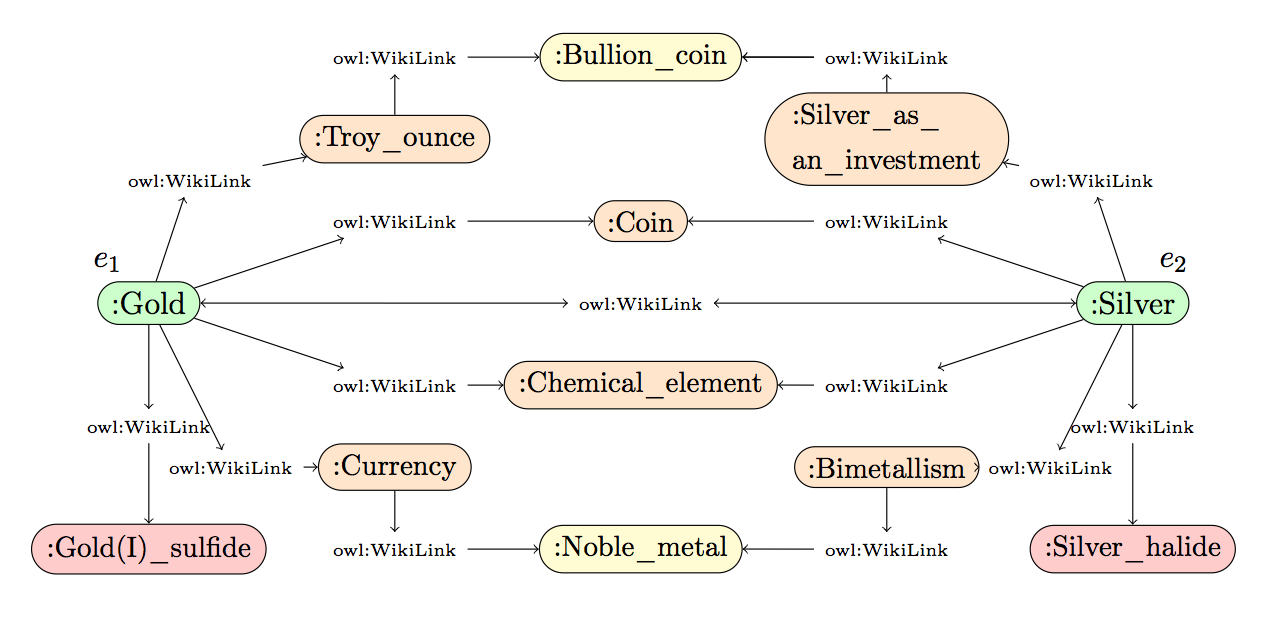 owl:WikiLink
:Bullion_coin
owl:WikiLink
:Troy_ounce
:Silver_as_
an_investment
owl:WikiLink
owl:WikiLink
owl:WikiLink
:Coin
owl:WikiLink
e1
e2
:Gold
owl:WikiLink
:Silver
owl:WikiLink
:Chemical_element
owl:WikiLink
owl:WikiLink
owl:WikiLink
owl:WikiLink
:Currency
:Bimetallism
owl:WikiLink
:Gold(I)_sulfide
owl:WikiLink
:Noble_metal
owl:WikiLink
:Silver_halide